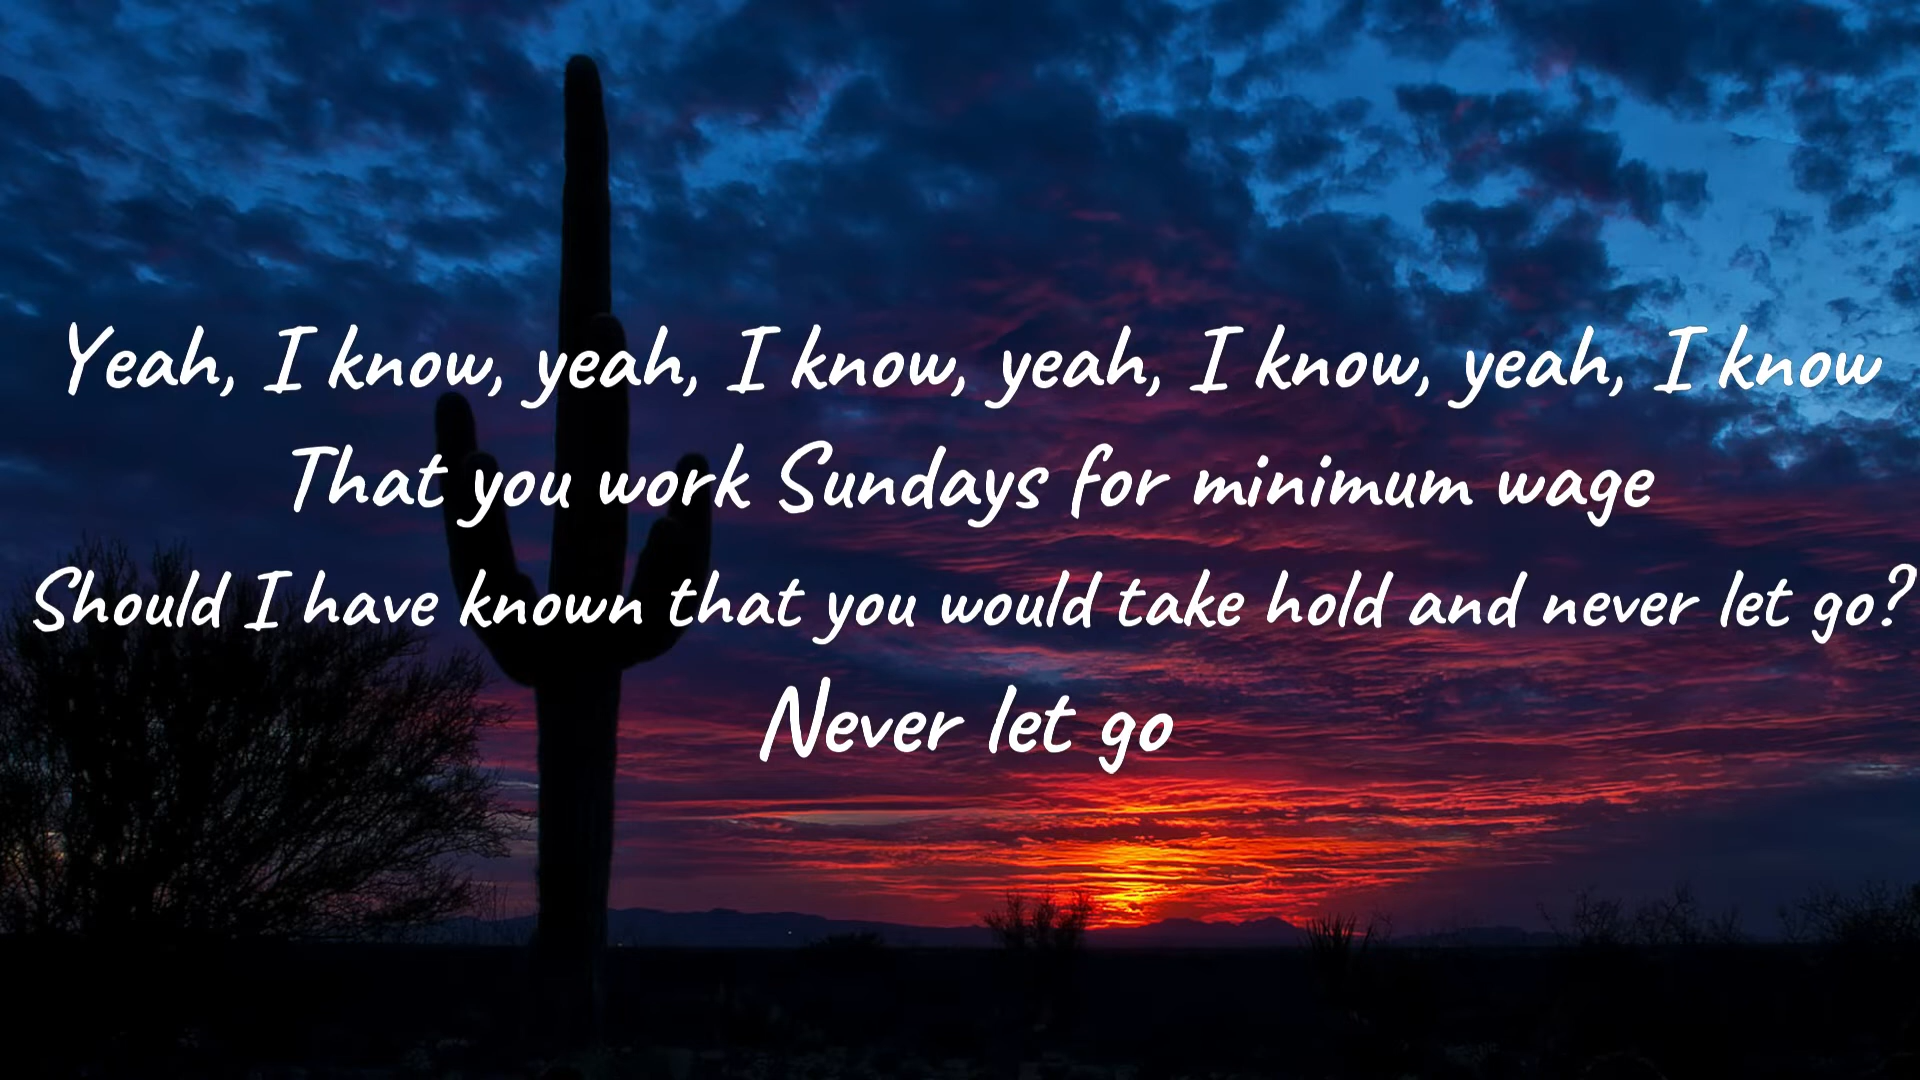 Yeah, I know, yeah, I know, yeah, I know, yeah, I know
That you work Sundays for minimum wage
Should I have known that you would take hold and never let go?
Never let go